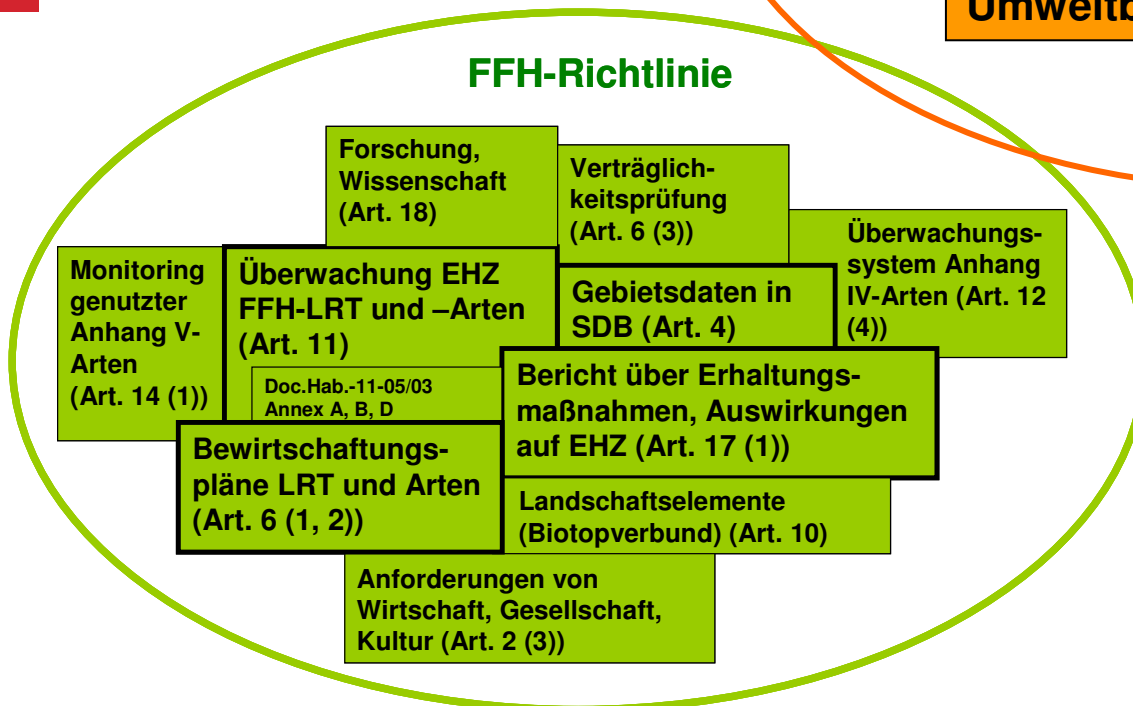 Umweltb
FFH-Richtlinie
Forschung,
Wissenschaft
(Art. 18)
Verträglich-
keitsprüfung
(Art. 6 (3))
Überwachungs-
system Anhang
IV-Arten (Art. 12
(4))
Monitoring
genutzter
Anhang V-
Arten
(Art. 14 (1))
Überwachung EHZ
FFH-LRT und –Arten
(Art. 11)
Gebietsdaten in
SDB (Art. 4)
Doc.Hab.-11-05/03
Annex A, B, D
Bericht über Erhaltungs-
maßnahmen, Auswirkungen
auf EHZ (Art. 17 (1))
Bewirtschaftungs-
pläne LRT und Arten
(Art. 6 (1, 2))
Landschaftselemente
(Biotopverbund) (Art. 10)
Anforderungen von
Wirtschaft, Gesellschaft,
Kultur (Art. 2 (3))